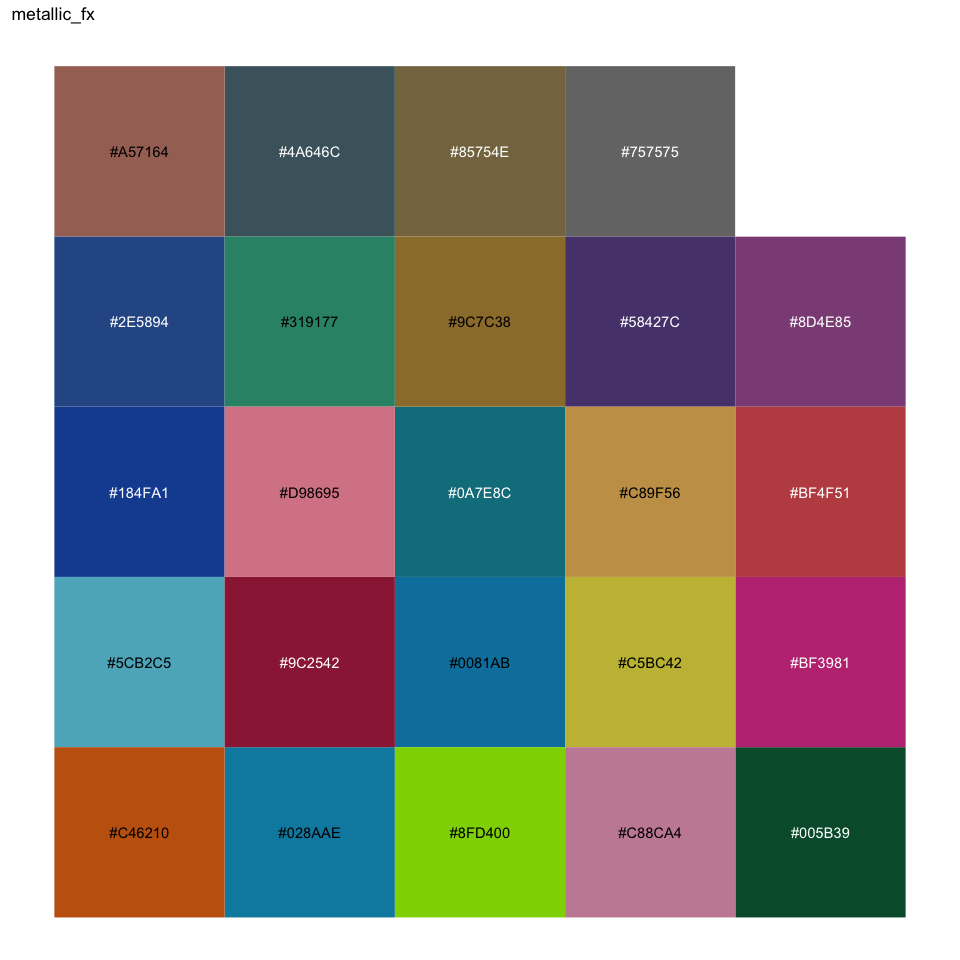 metallic_fx
#A57164 #4A646C #85754E #757575
#2E5894 #319177 #9C7C38 #58427C #8D4E85
#184FA1 #D98695 #0A7E8C #C89F56 #BF4F51
#5CB2C5 #9C2542 #0081AB #C5BC42 #BF3981
#C46210 #028AAE #8FD400 #C88CA4 #005B39